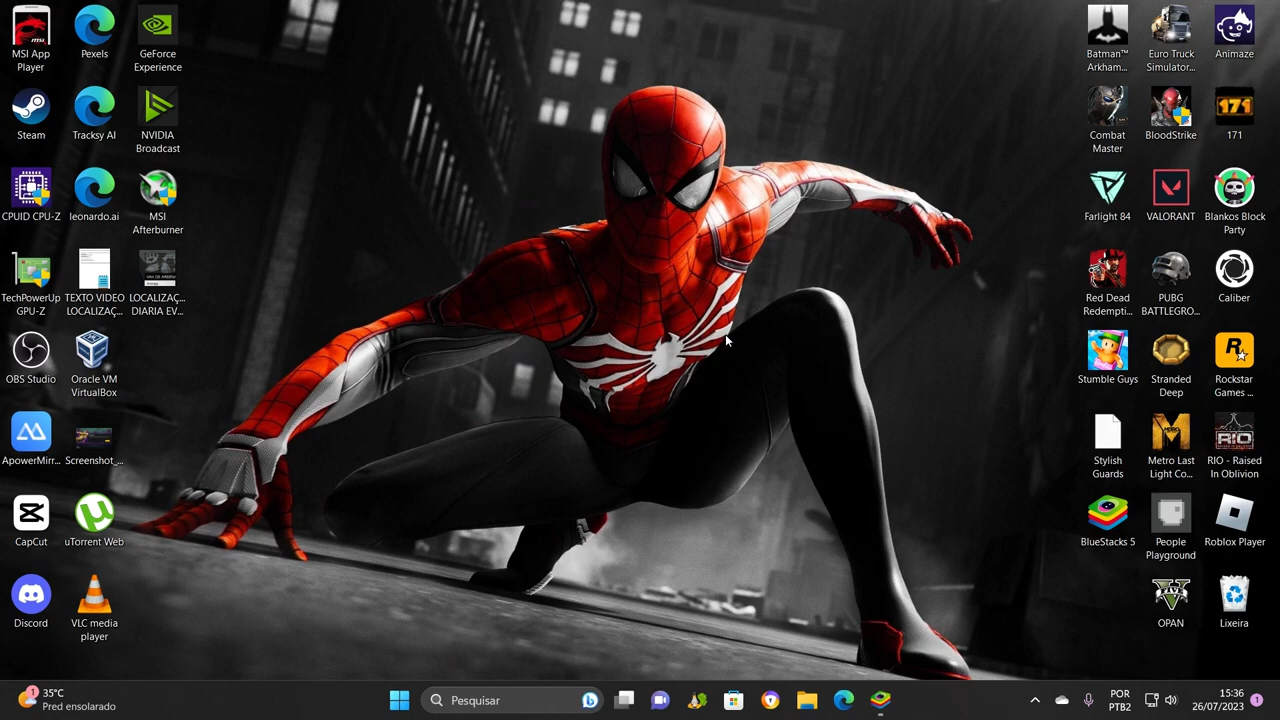 MSI App
Player
Pexels
GeForce
Experience
Steam
Tracksy AI
NVIDIA
Broadcast
CPUID CPU-Z
leonardo.ai
MSI
Afterburner
TechPowerUp
GPU-Z
TEXTO VIDEO
LOCALIZAÇ...
LOCALIZAÇ...
DIARIA EV...
OBS Studio
Oracle VM
VirtualBox
ApowerMirr...
Screenshot_...
CapCut
uTorrent Web
Discord
VLC media
player
Batman™
Arkham...
Euro Truck
Simulator...
Animaze
Combat
Master
BloodStrike
171
171
Farlight 84
VALORANT
Blankos Block
Party
Red Dead
Redempti...
PUBG
BATTLEGRO...
Caliber
Stumble Guys
Stranded
Deep
Rockstar
Games ...
Stylish
Guards
Metro Last
Light Co...
RIO
RIO - Raised
In Oblivion
BlueStacks 5
People
Playground
Roblox Player
OPAN
Lixeira
1
35°C
Pred ensolarado
Pesquisar
POR
PTB2
15:36
26/07/2023
1